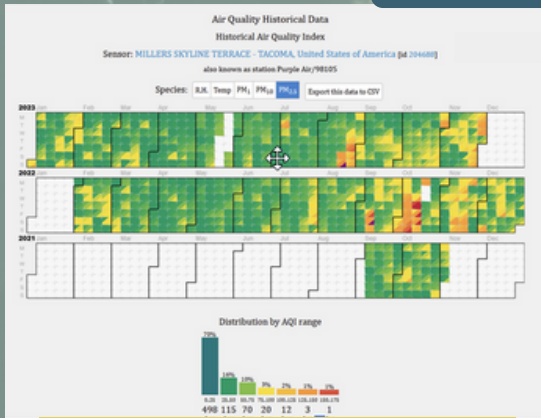 Air Quality Historical Data
Historical Air Quality Index
Sensor: MILLERS SKYLINE TERRACE - TACOMA, United States of America [id 204680]
also known as station Purple Air/98105
Species: R.H. Temp PM1 PM10 PM2.5 Export this data to CSV
2023 Jan Feb Mar Apr May Jun Jul Aug Sep Oct Nov Dec
2022 Jan Feb Mar Apr May Jun Jul Aug Sep Oct Nov Dec
2021 Jan Feb Mar Apr May Jun Jul Aug Sep Oct Nov Dec
Distribution by AQI range
498 115 70 20 12 3 1